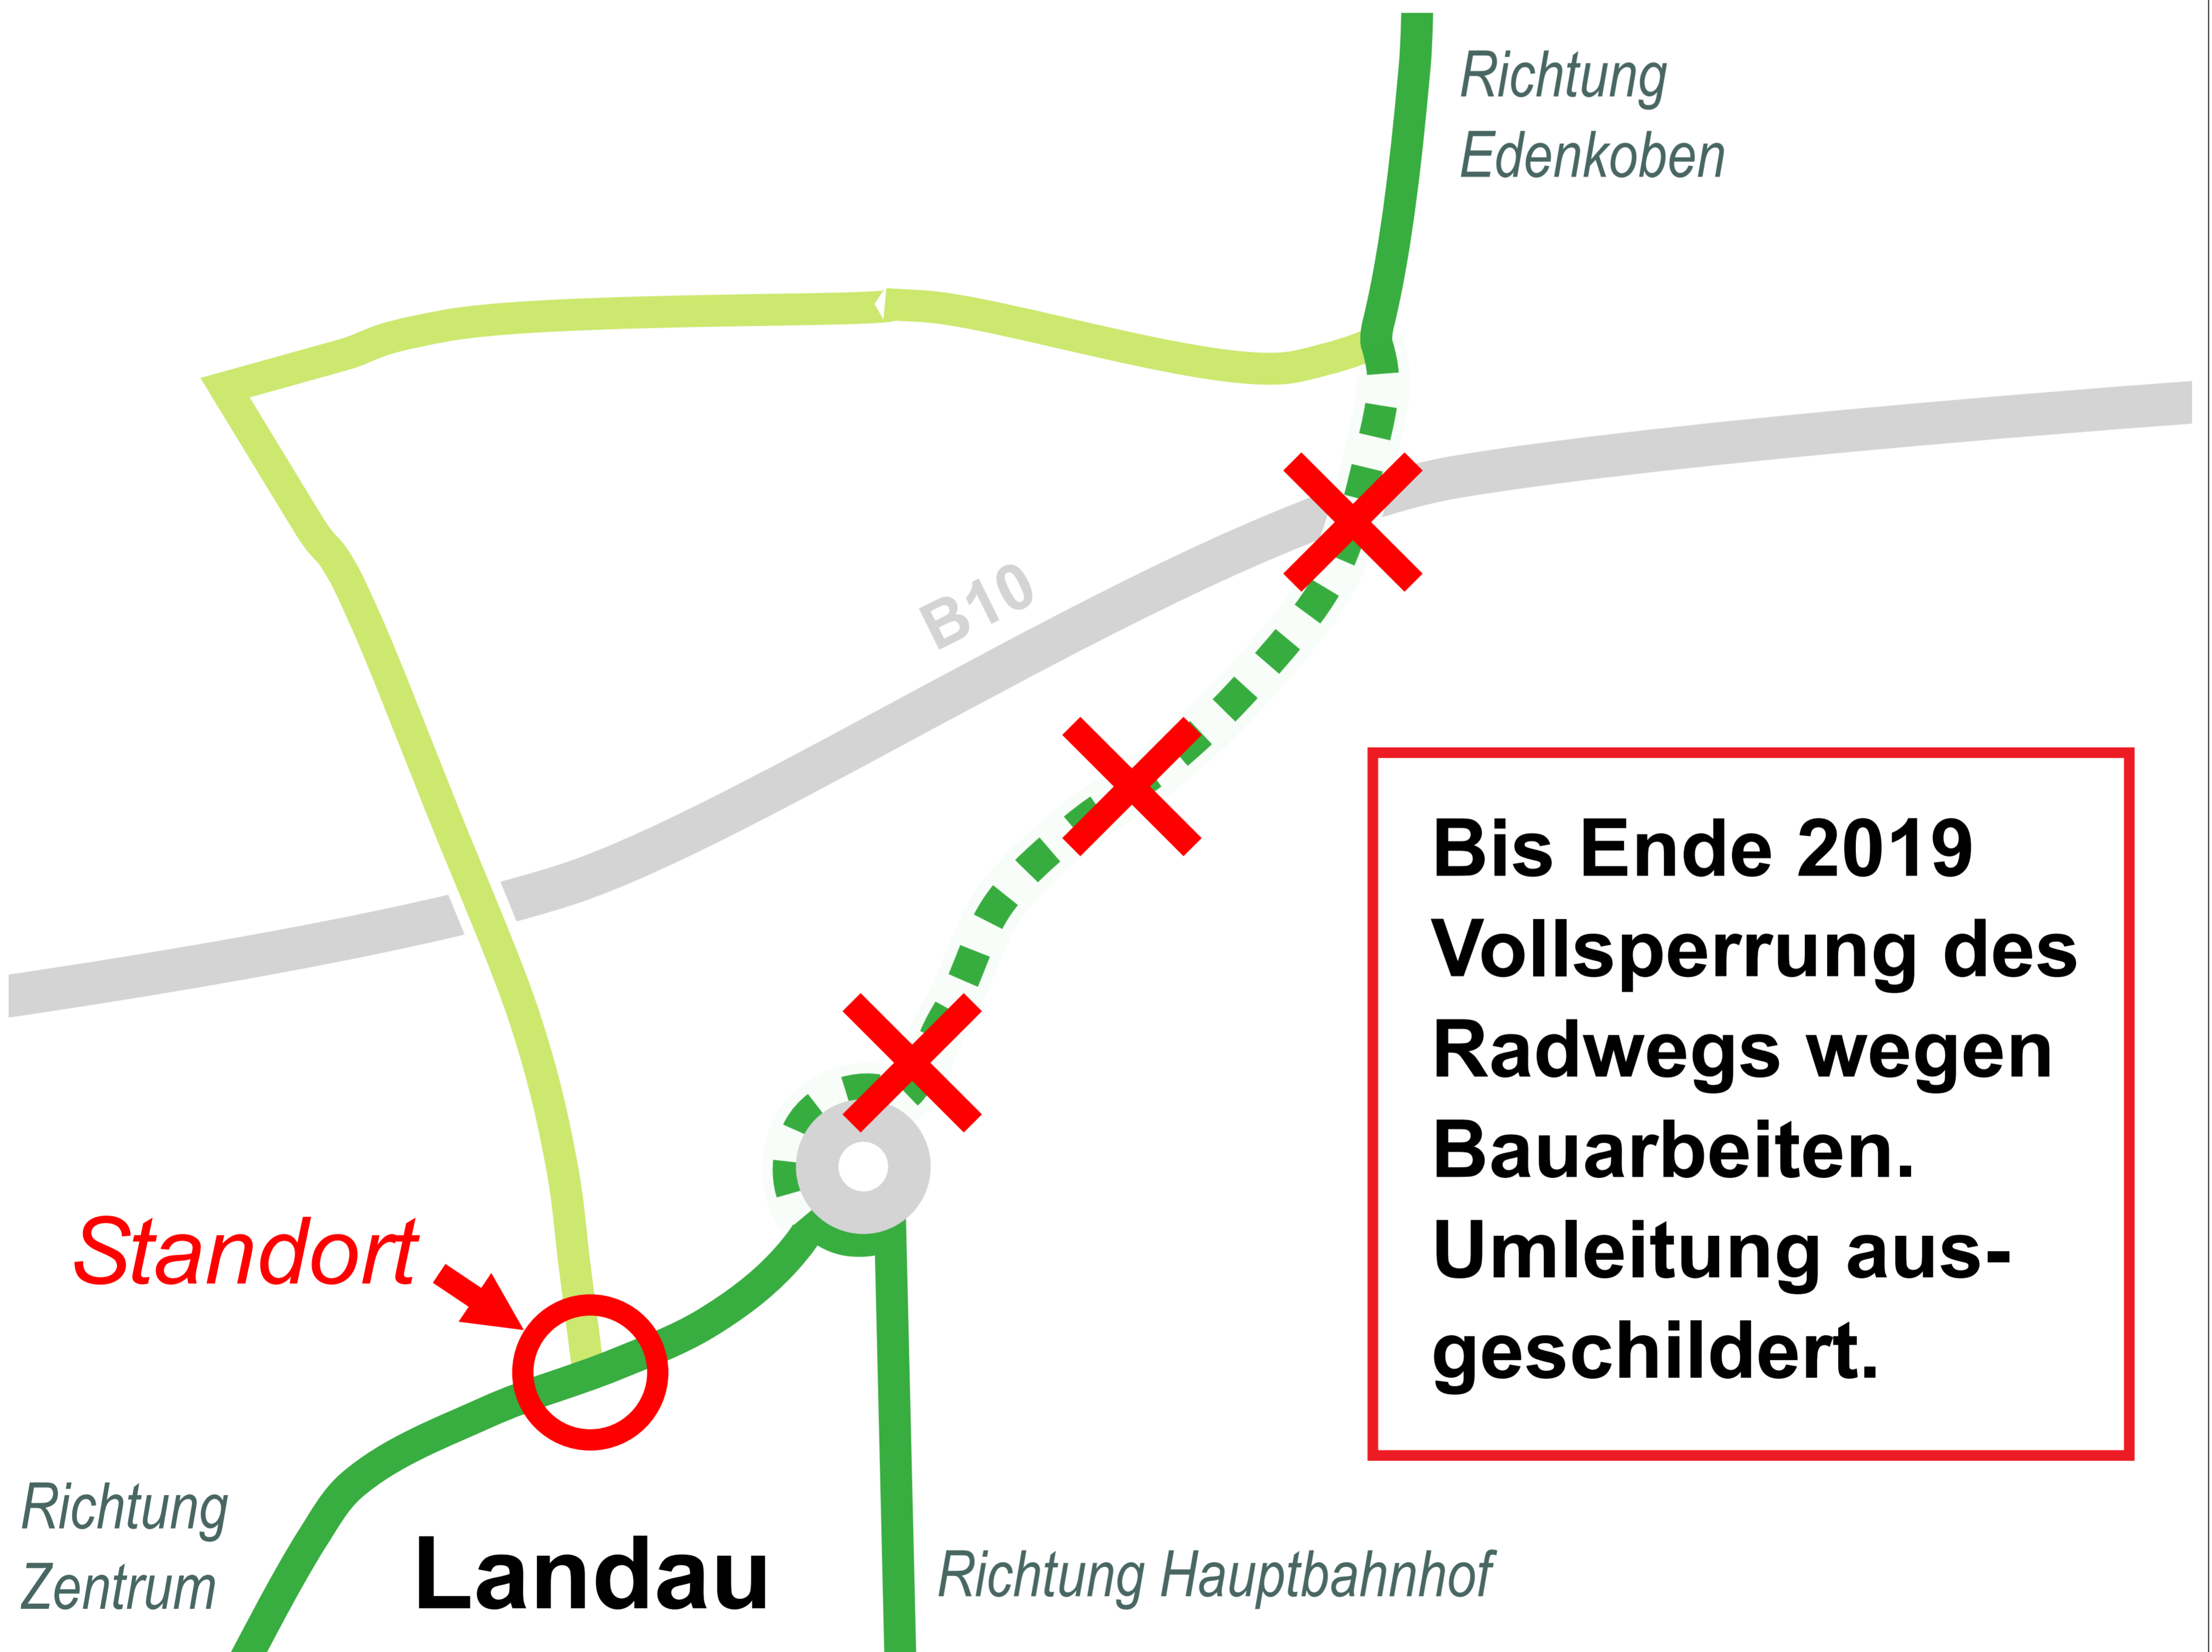 Richtung
Edenkoben
B10
Bis Ende 2019
Vollsperrung des
Radwegs wegen
Bauarbeiten.
Umleitung aus-
geschildert.
Standort
Richtung
Zentrum
Landau
Richtung Hauptbahnhof